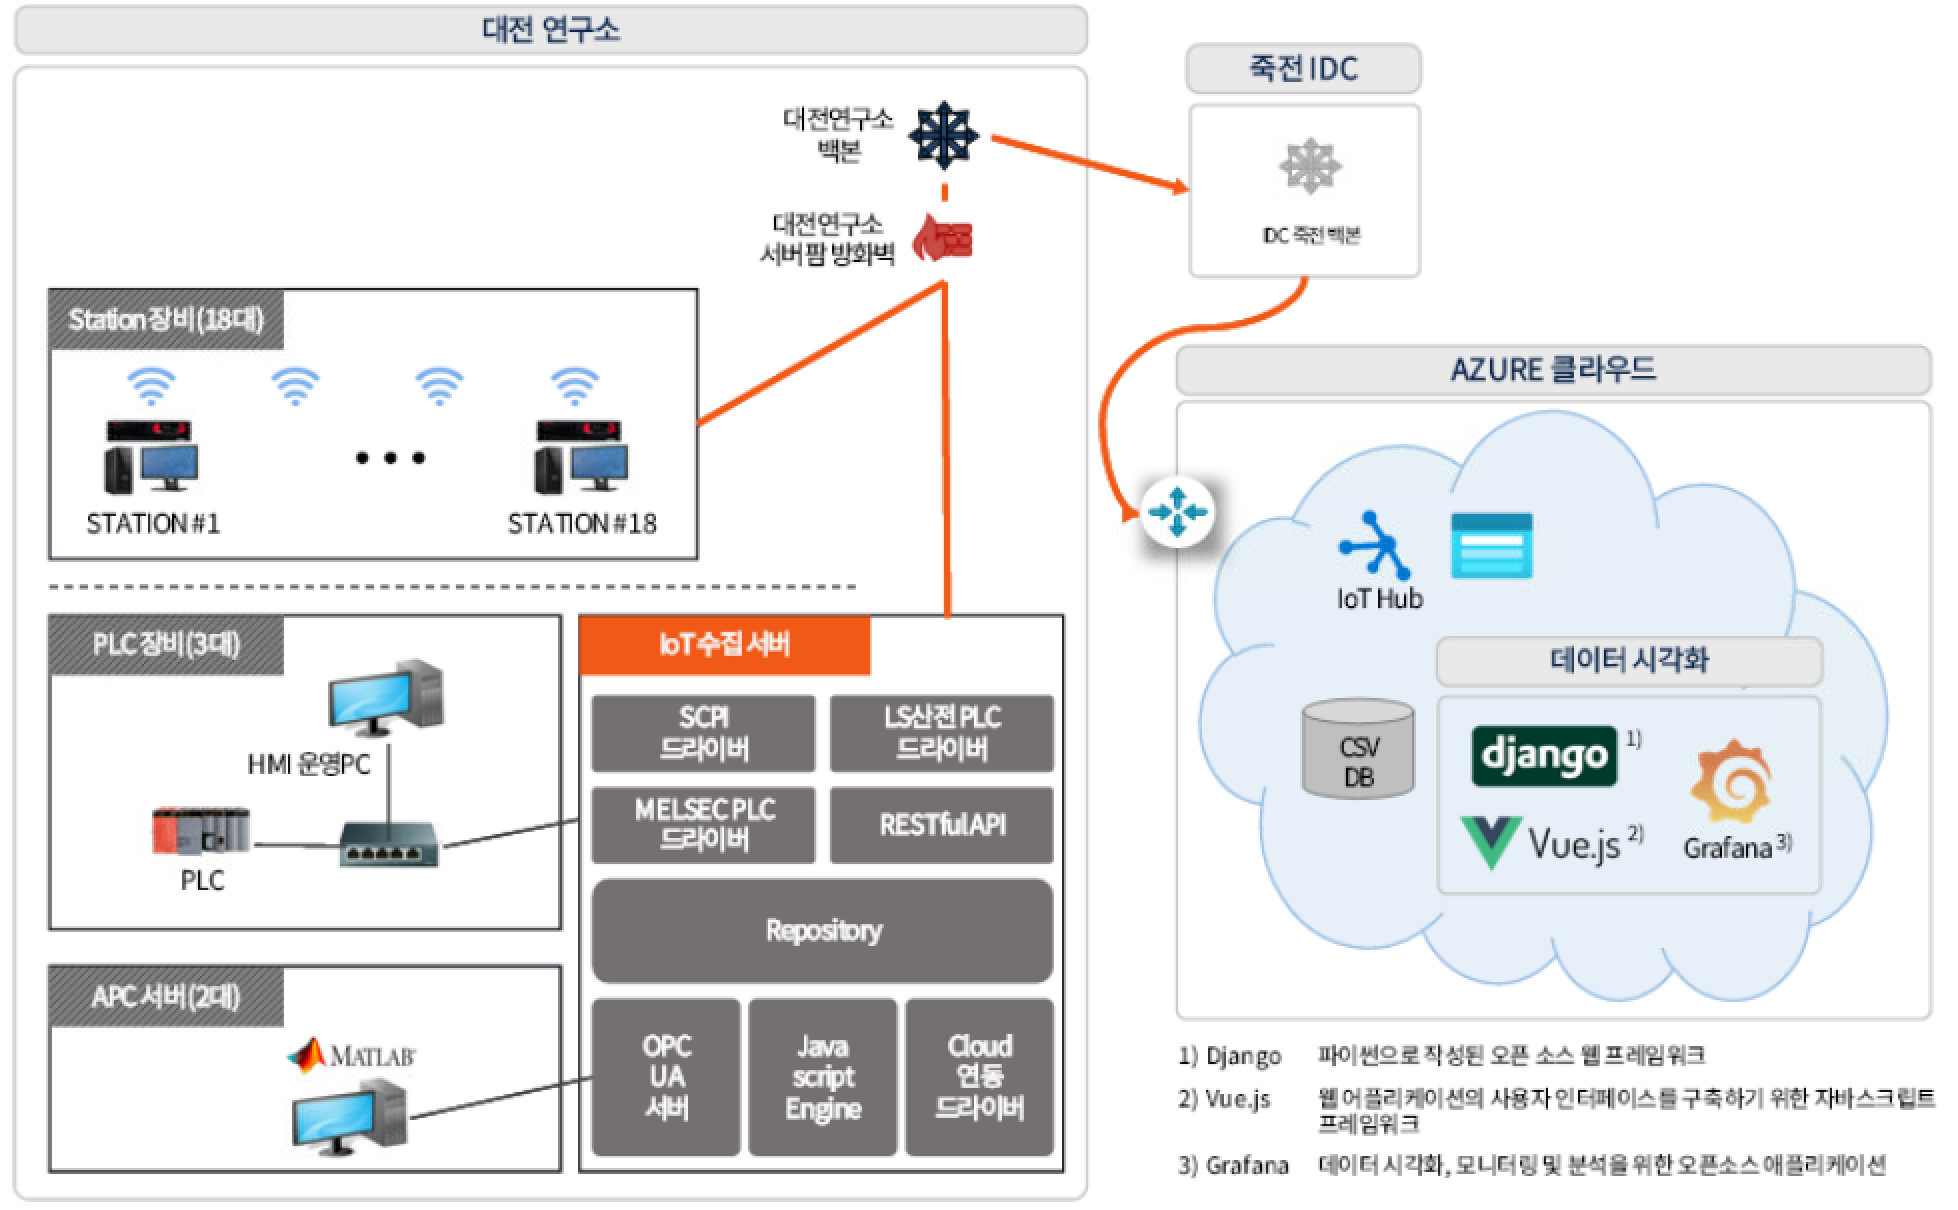 대전 연구소
대전연구소
백본
대전연구소
서버팜 방화벽
Station 장비(18대)
STATION #1
STATION #18
PLC 장비(3대)
HMI 운영PC
PLC
APC 서버(2대)
MATLAB
IoT 수집 서버
SCPI
드라이버
LS산전 PLC
드라이버
MELSEC PLC
드라이버
RESTful API
Repository
OPC
UA
서버
Java
script
Engine
Cloud
연동
드라이버
죽전 IDC
IDC 죽전 백본
AZURE 클라우드
IoT Hub
데이터 시각화
CSV
DB
django 1)
Vue.js 2)
Grafana 3)
1) Django 파이썬으로 작성된 오픈 소스 웹 프레임워크
2) Vue.js 웹 어플리케이션의 사용자 인터페이스를 구축하기 위한 자바스크립트
프레임워크
3) Grafana 데이터 시각화, 모니터링 및 분석을 위한 오픈소스 애플리케이션